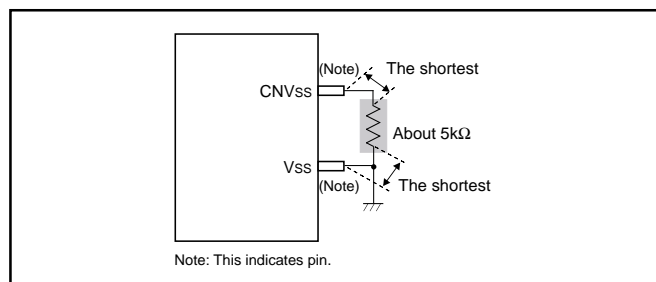 (Note)
The shortest
CNVSS
About 5kΩ
VSS
(Note)
The shortest
Note: This indicates pin.